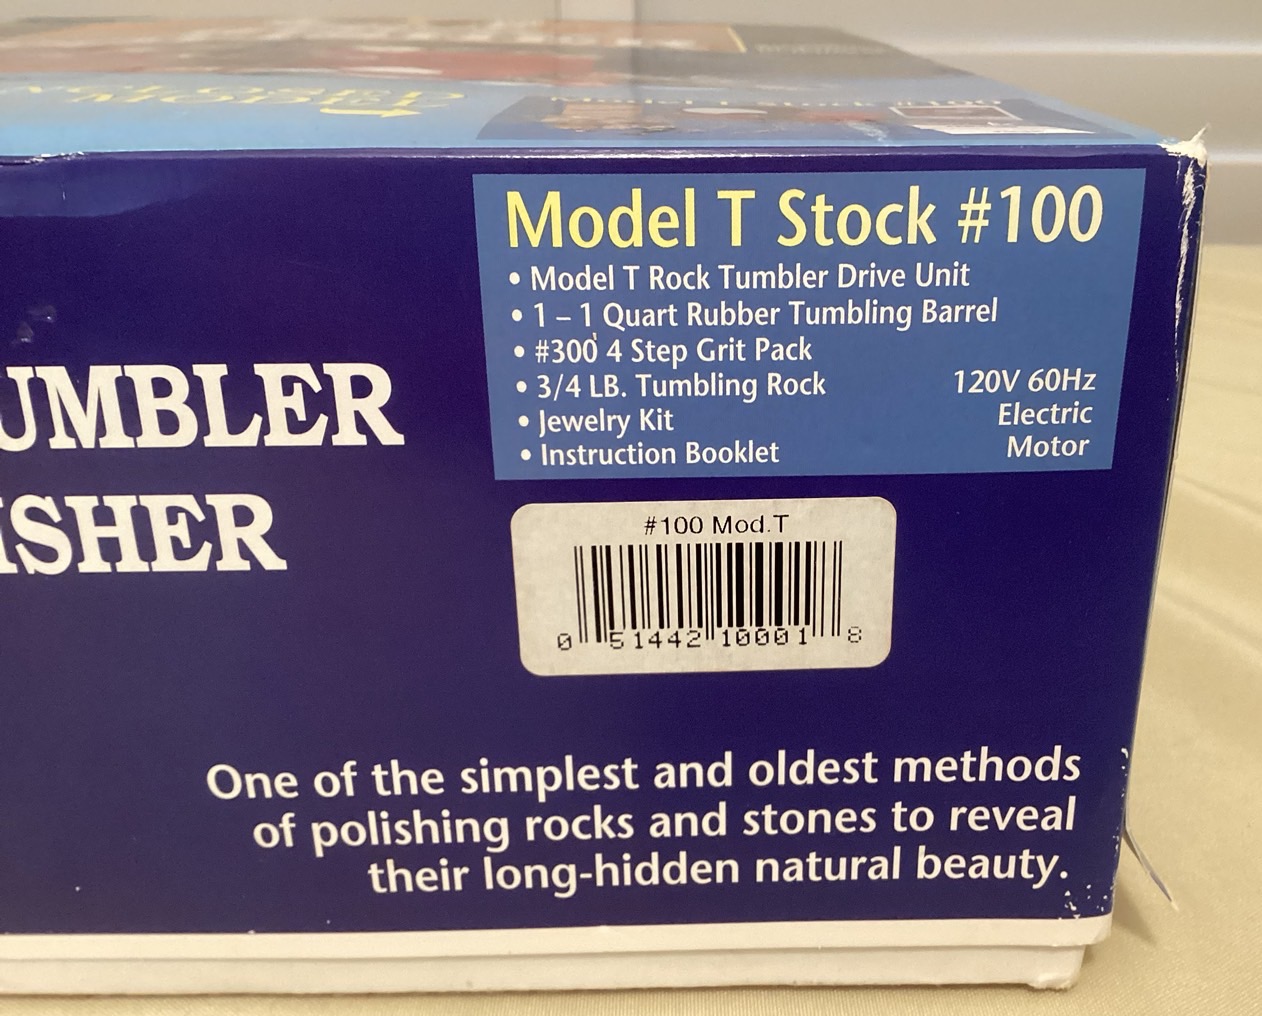 Model T Stock #100
Model T Stock #100
• Model T Rock Tumbler Drive Unit
• 1 – 1 Quart Rubber Tumbling Barrel
• #300 4 Step Grit Pack
• 3/4 LB. Tumbling Rock
• Jewelry Kit
• Instruction Booklet
120V 60Hz
Electric
Motor
UMBLER
ISHER
#100 Mod.T
0 51442 10001 8
One of the simplest and oldest methods
of polishing rocks and stones to reveal
their long-hidden natural beauty.